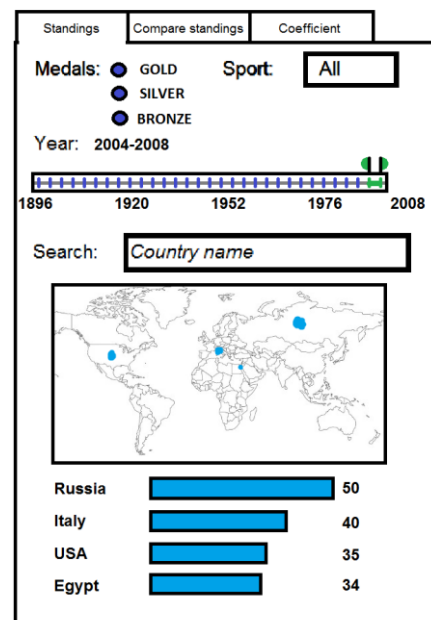 Standings Compare standings Coefficient
Medals: GOLD Sport: All
SILVER
BRONZE
Year: 2004-2008
1896 1920 1952 1976 2008
Search: Country name
Russia 50
Italy 40
USA 35
Egypt 34